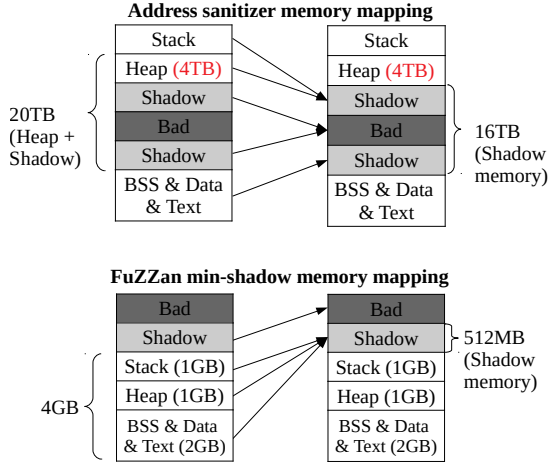 Address sanitizer memory mapping
Stack
Heap (4TB)
Shadow
Bad
Shadow
BSS & Data
& Text
20TB
(Heap +
Shadow)
Stack
Heap (4TB)
Shadow
Bad
Shadow
BSS & Data
& Text
16TB
(Shadow
memory)
FuZZan min-shadow memory mapping
Bad
Shadow
Stack (1GB)
Heap (1GB)
BSS & Data
& Text (2GB)
4GB
Bad
Shadow
Stack (1GB)
Heap (1GB)
BSS & Data
& Text (2GB)
512MB
(Shadow
memory)